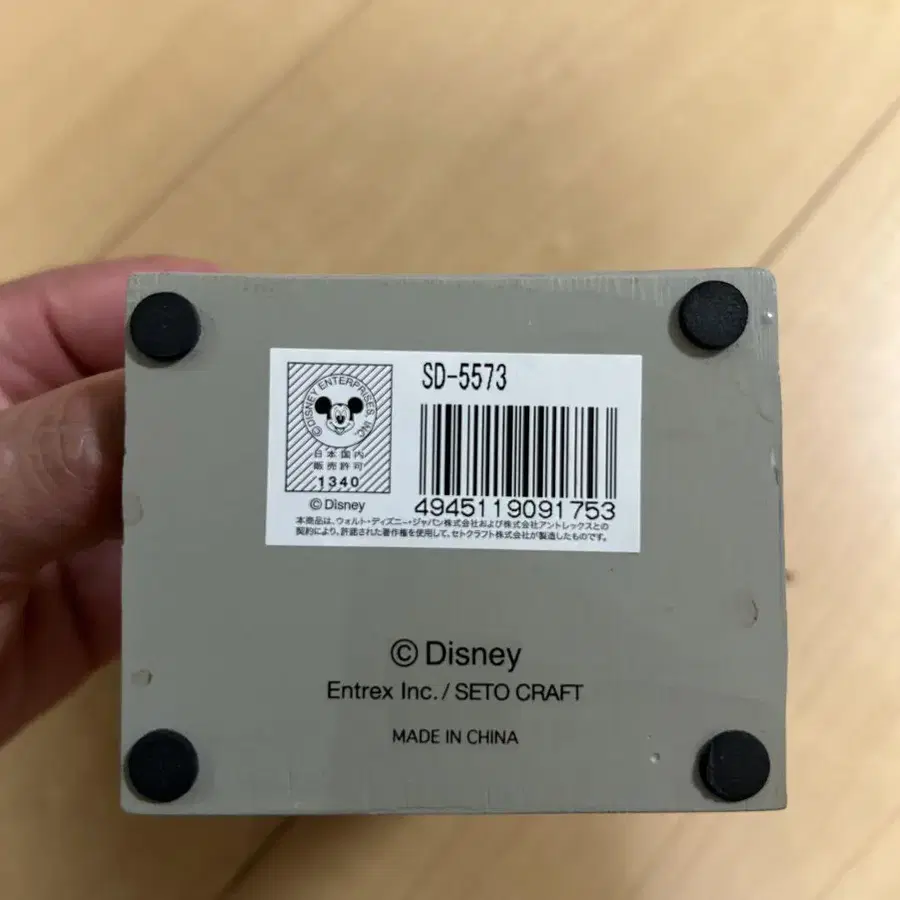 SD-5573
© DISNEY ENTERPRISES, INC.
日本国内
販売許可
1340
©Disney
4945119091753
本商品は、ウォルト・ディズニー・ジャパン株式会社および株式会社アントレックスとの
契約により、許諾された著作権を使用して、セトクラフト株式会社が製造したものです。
©Disney
Entrex Inc. / SETO CRAFT
MADE IN CHINA